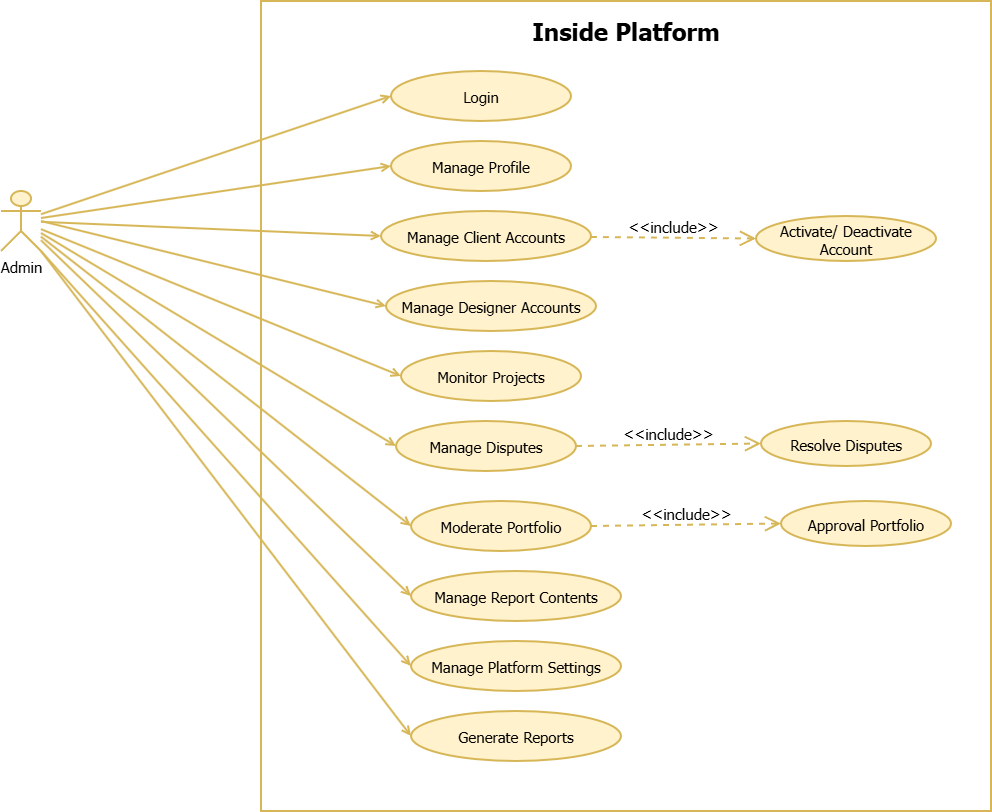 Inside Platform
Login
Manage Profile
Manage Client Accounts
<<include>>
Activate/ Deactivate
Account
Admin
Manage Designer Accounts
Monitor Projects
Manage Disputes
<<include>>
Resolve Disputes
Moderate Portfolio
<<include>>
Approval Portfolio
Manage Report Contents
Manage Platform Settings
Generate Reports